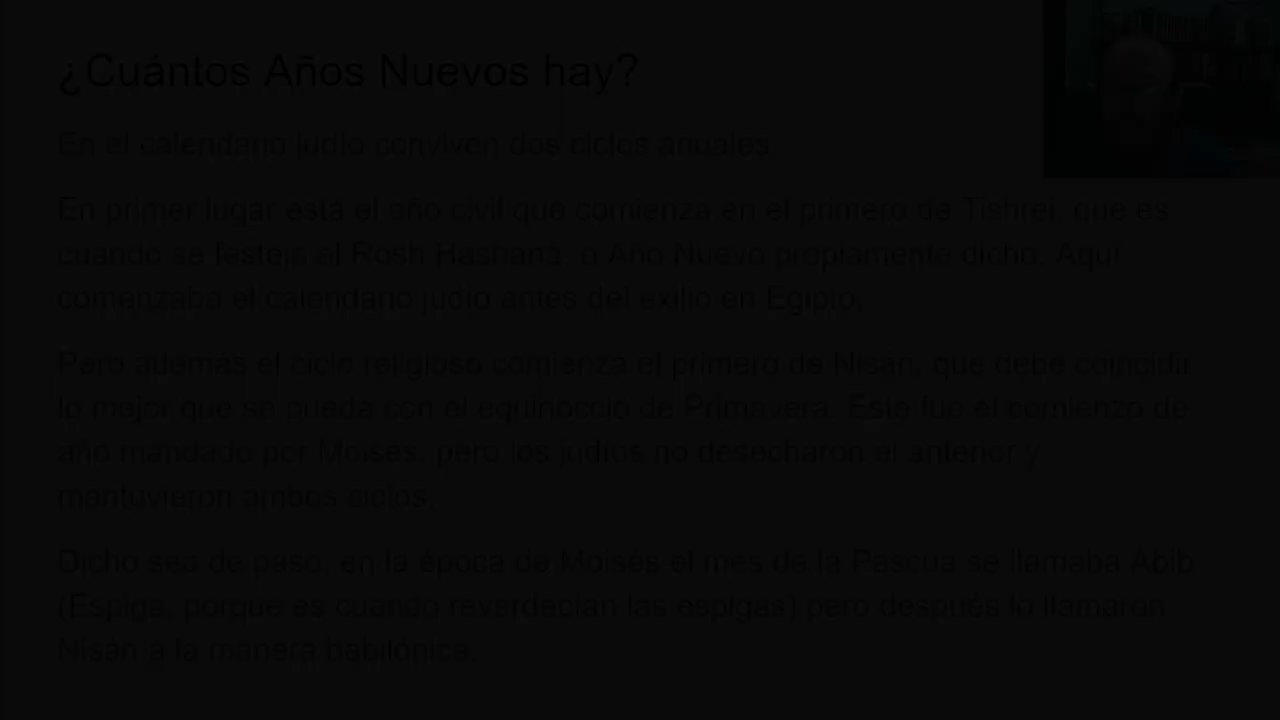 ¿Cuántos Años Nuevos hay?
En el calendario judío conviven dos ciclos anuales.
En primer lugar está el año civil que comienza en el primero de Tishrei, que es
cuando se festeja al Rosh Hashaná, o Año Nuevo propiamente dicho. Aquí
comenzaba el calendario judío antes del exilio en Egipto.
Pero además el ciclo religioso comienza el primero de Nisán, que debe coincidir
lo mejor que se pueda con el equinoccio de Primavera. Este fue el comienzo de
año mandado por Moisés, pero los judíos no desecharon el anterior y
mantuvieron ambos ciclos.
Dicho sea de paso, en la época de Moisés el mes de la Pascua se llamaba Abib
(Espiga, porque es cuando reverdecían las espigas) pero después lo llamaron
Nisán a la manera babilónica.